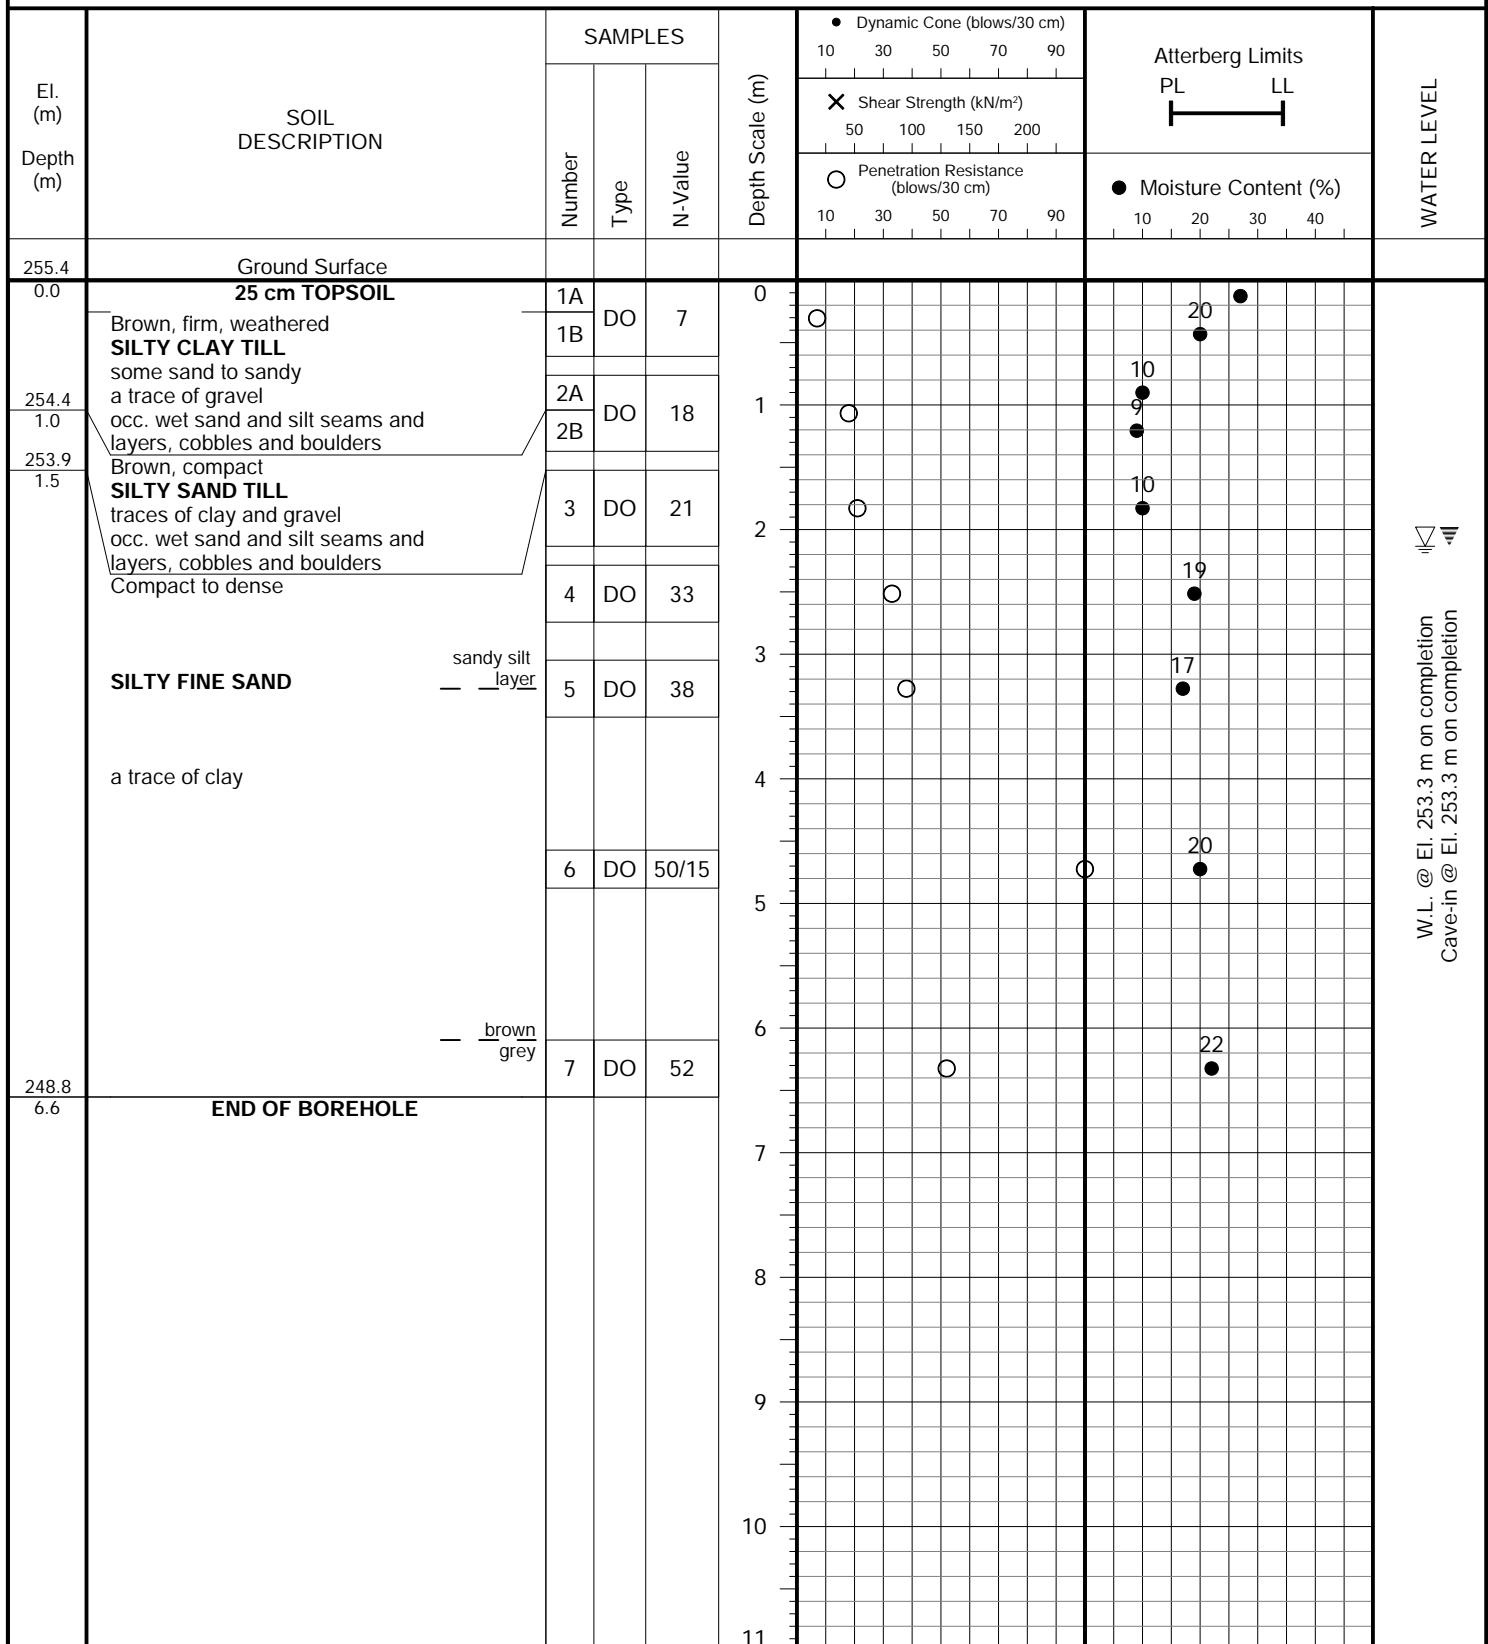 El.
(m)
Depth
(m)
SOIL
DESCRIPTION
SAMPLES
Number
Type
N-Value
Depth Scale (m)
Dynamic Cone (blows/30 cm)
10 30 50 70 90
Shear Strength (kN/m²)
50 100 150 200
Penetration Resistance
(blows/30 cm)
10 30 50 70 90
Atterberg Limits
PL LL
Moisture Content (%)
10 20 30 40
WATER LEVEL
255.4 Ground Surface
0.0 25 cm TOPSOIL 1A 0
DO 7 20
Brown, firm, weathered 1B
SILTY CLAY TILL
some sand to sandy 10
254.4 a trace of gravel 2A
1.0 occ. wet sand and silt seams and DO 18 1 9
layers, cobbles and boulders 2B
253.9 Brown, compact
1.5 SILTY SAND TILL 10
traces of clay and gravel 3 DO 21
occ. wet sand and silt seams and 2
layers, cobbles and boulders
Compact to dense 4 DO 33 19
sandy silt 3 17
SILTY FINE SAND layer 5 DO 38
a trace of clay 4
6 DO 50/15 20
5
brown 6
grey 22
7 DO 52
248.8
6.6 END OF BOREHOLE
7
8
9
10
11
W.L. @ El. 253.3 m on completion
Cave-in @ El. 253.3 m on completion